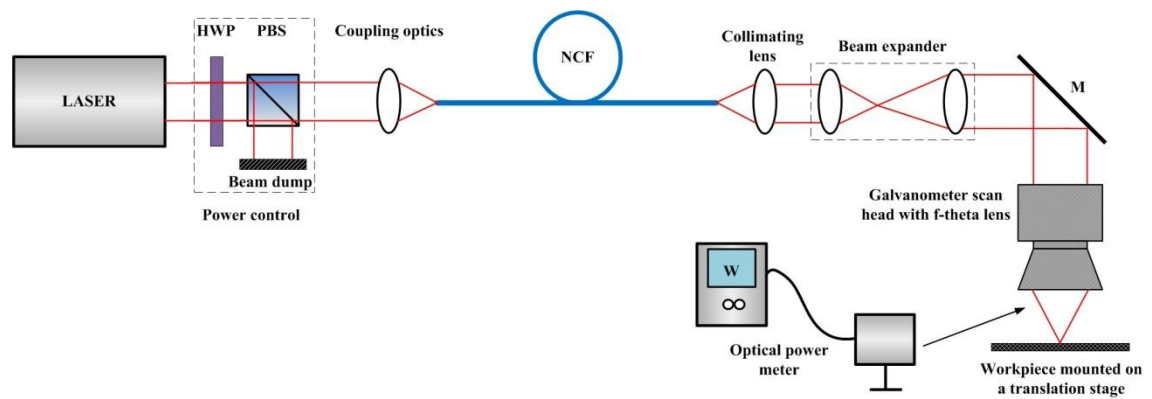 HWP
PBS
Coupling optics
NCF
Collimating
lens
Beam expander
LASER
M
Beam dump
Power control
Galvanometer scan
head with f-theta lens
W
Optical power
meter
Workpiece mounted on
a translation stage